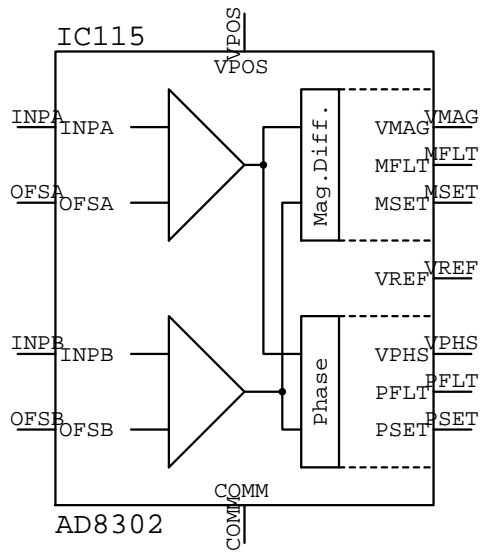 IC115
VPOS
VPOS
INPA INPA Mag.Diff. VMAG VMAG
MFLT MFLT
OFSA OFSA MSET MSET
VREF VREF
INPB INPB Phase VPHS VPHS
PFLT PFLT
OFSB OFSB PSET PSET
COMM
COMM
AD8302